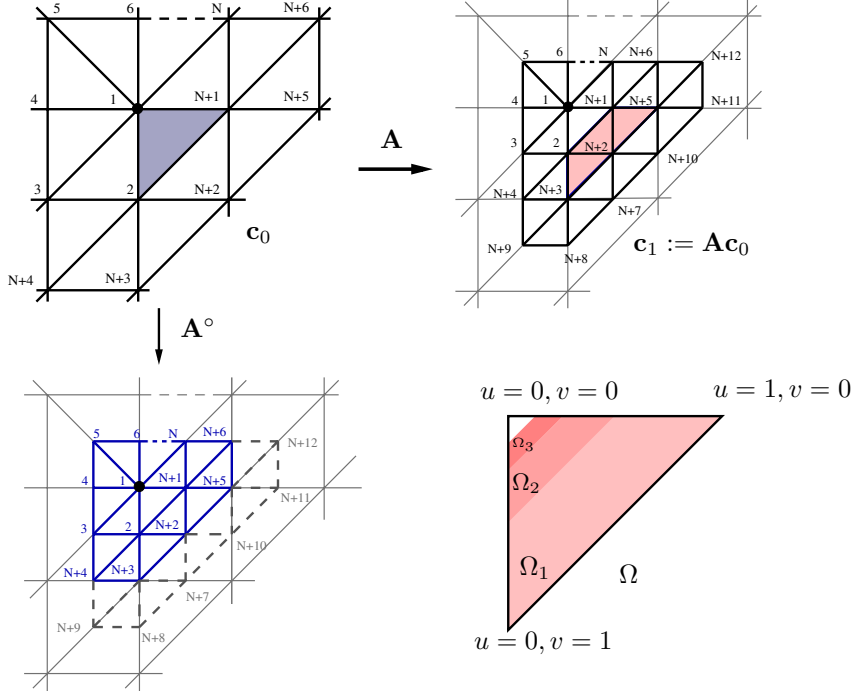 5 6 N N+6
4 1 N+1 N+5
3 2 N+2
N+4 N+3
c₀
A
5 6 N N+6 N+12
4 1 N+1 N+5 N+11
3 2 N+2 N+10
N+4 N+3 N+7
N+9 N+8
c₁ := Ac₀
A°
5 6 N N+6 N+12
4 1 N+1 N+5 N+11
3 2 N+2 N+10
N+4 N+3 N+7
N+9 N+8
u = 0, v = 0 u = 1, v = 0
Ω₃
Ω₂
Ω₁ Ω
u = 0, v = 1